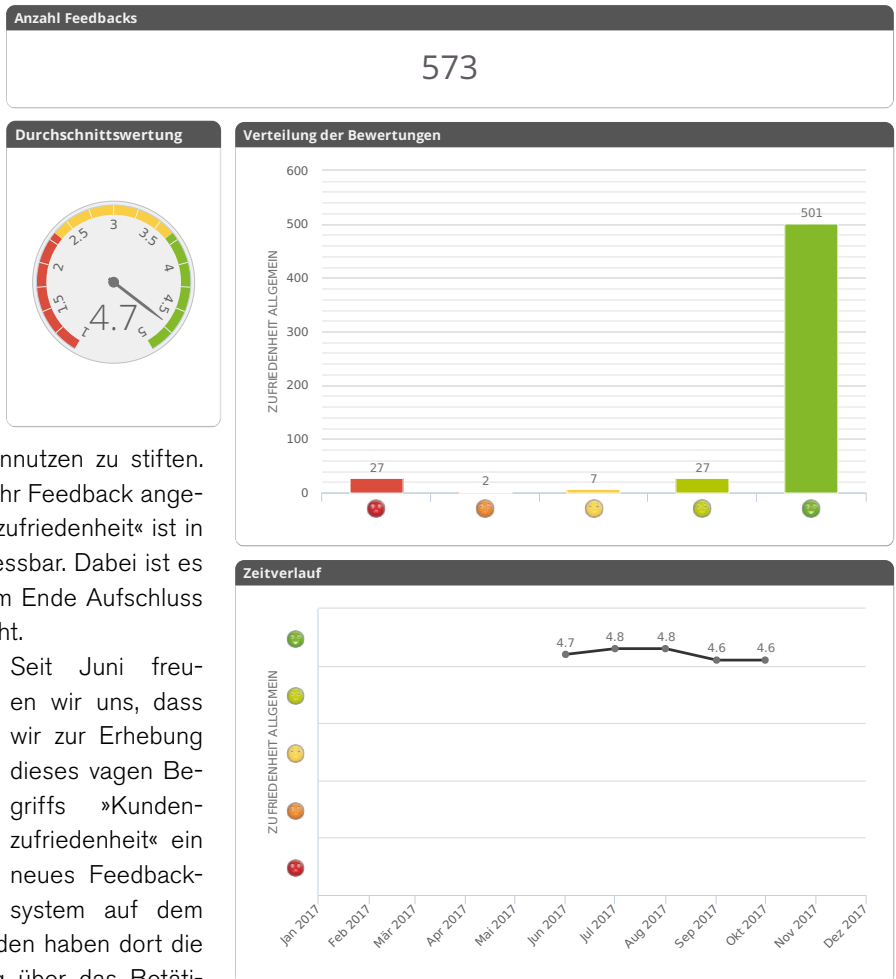 Anzahl Feedbacks
573
Durchschnittswertung
1
1.5
2
2.5
3
3.5
4
4.5
5
4.7
Verteilung der Bewertungen
ZUFRIEDENHEIT ALLGEMEIN
600
500
400
300
200
100
0
27
2
7
27
501
nnutzen zu stiften.
hr Feedback ange-
zufriedenheit« ist in
essbar. Dabei ist es
m Ende Aufschluss
ht.
Seit Juni freu-
en wir uns, dass
wir zur Erhebung
dieses vagen Be-
griffs »Kunden-
zufriedenheit« ein
neues Feedback-
system auf dem
den haben dort die
g über das Betäti-
Zeitverlauf
ZUFRIEDENHEIT ALLGEMEIN
4.7
4.8
4.8
4.6
4.6
Jan 2017
Feb 2017
Mär 2017
Apr 2017
Mai 2017
Jun 2017
Jul 2017
Aug 2017
Sep 2017
Okt 2017
Nov 2017
Dez 2017